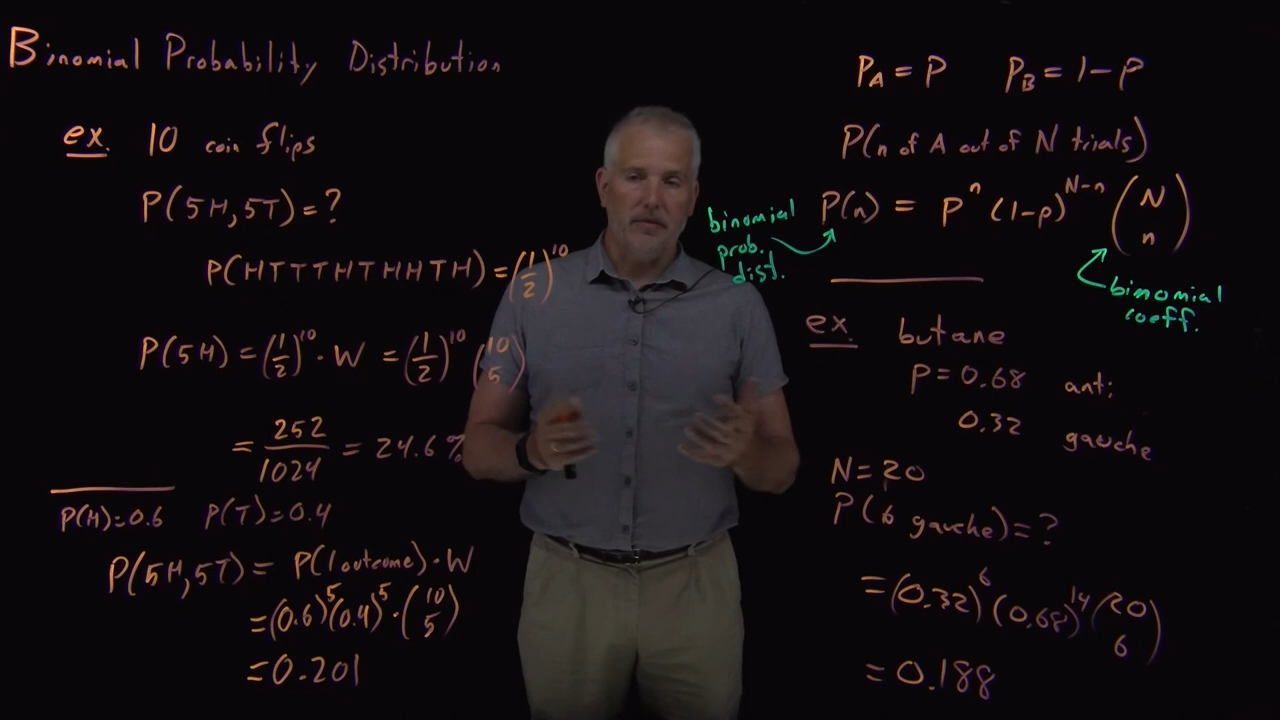 Binomial Probability Distribution
ex. 10 coin flips
P(5H,5T)=?
P(HTTTHTHHTH)=(1/2)^10
P(5H)=(1/2)^10·W=(1/2)^10(10 5)
=252/1024=24.6%
P(H)=0.6 P(T)=0.4
P(5H,5T)=P(1 outcome)·W
=(0.6)^5(0.4)^5·(10 5)
=0.201
P_A=P P_B=1-P
P(n of A out of N trials)
P(n)=P^n(1-P)^N-n(N n)
binomial
prob.
dist.
binomial
coeff.
ex. butane
P=0.68 anti
0.32 gauche
N=20
P(6 gauche)=?
=(0.32)^6(0.68)^14(20 6)
=0.188